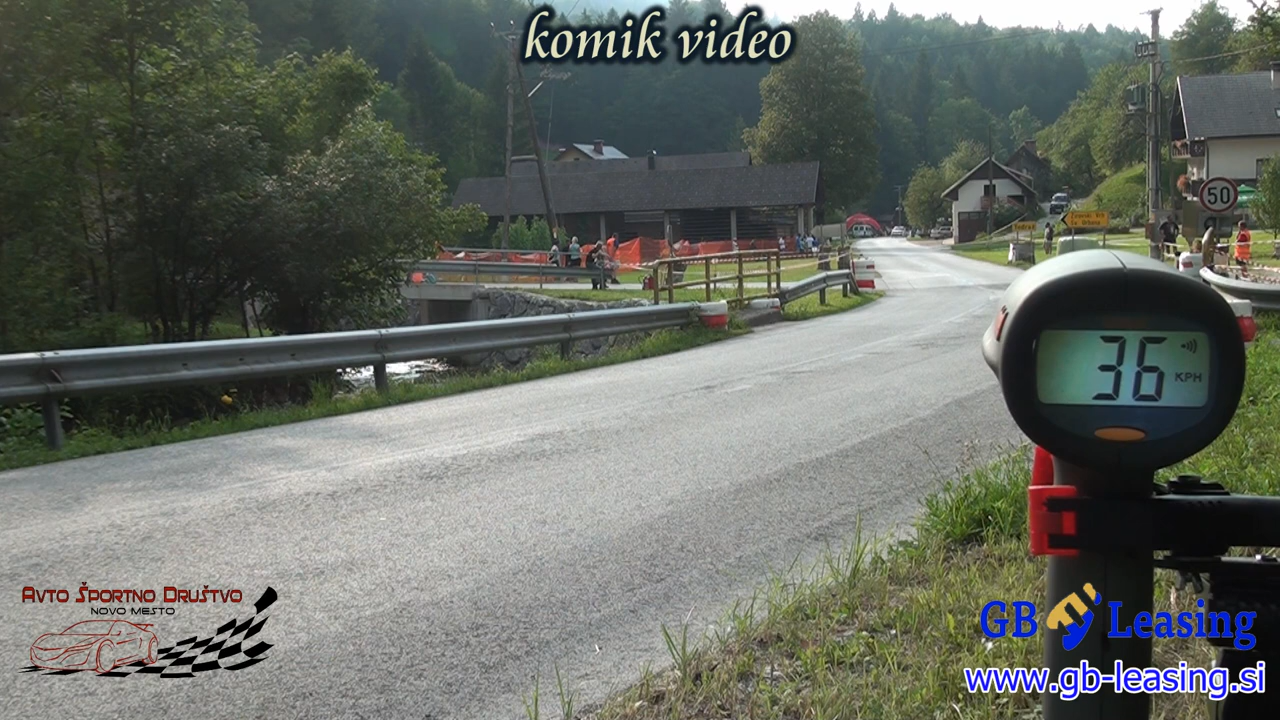 komik video
50
36
KPH
AVTO ŠPORTNO DRUŠTVO
NOVO MESTO
GB Leasing
www.gb-leasing.si